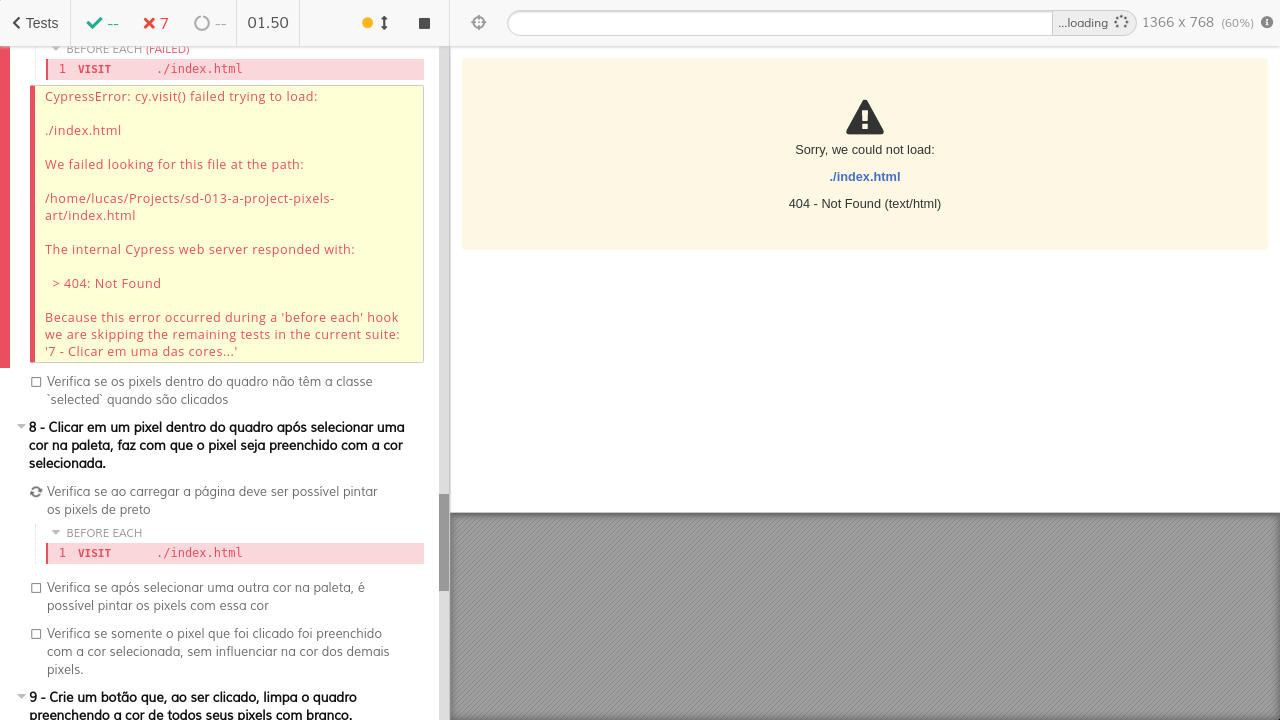 Tests
--
7
--
01.50
...loading
1366 x 768 (60%)
BEFORE EACH (FAILED)
1 VISIT ./index.html
CypressError: cy.visit() failed trying to load:
./index.html
We failed looking for this file at the path:
/home/lucas/Projects/sd-013-a-project-pixels-
art/index.html
The internal Cypress web server responded with:
> 404: Not Found
Because this error occurred during a 'before each' hook
we are skipping the remaining tests in the current suite:
'7 - Clicar em uma das cores...'
Verifica se os pixels dentro do quadro não têm a classe
`selected` quando são clicados
8 - Clicar em um pixel dentro do quadro após selecionar uma
cor na paleta, faz com que o pixel seja preenchido com a cor
selecionada.
Verifica se ao carregar a página deve ser possível pintar
os pixels de preto
BEFORE EACH
1 VISIT ./index.html
Verifica se após selecionar uma outra cor na paleta, é
possível pintar os pixels com essa cor
Verifica se somente o pixel que foi clicado foi preenchido
com a cor selecionada, sem influenciar na cor dos demais
pixels.
9 - Crie um botão que, ao ser clicado, limpa o quadro
preenchendo a cor de todos seus pixels com branco.
Sorry, we could not load:
./index.html
404 - Not Found (text/html)